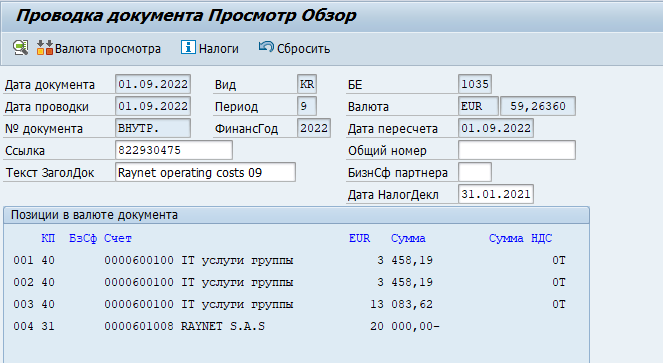 Проводка документа Просмотр Обзор
Валюта просмотра Налоги Сбросить
Дата документа 01.09.2022 Вид KR БЕ 1035
Дата проводки 01.09.2022 Период 9 Валюта EUR 59,26360
№ документа ВНУТР. ФинансГод 2022 Дата пересчета 01.09.2022
Ссылка 822930475 Общий номер
Текст ЗаголДок Raynet operating costs 09 БизнСф партнера
Дата НалогДекл 31.01.2021
Позиции в валюте документа
КП БзСф Счет EUR Сумма Сумма НДС
001 40 0000600100 IT услуги группы 3 458,19 0T
002 40 0000600100 IT услуги группы 3 458,19 0T
003 40 0000600100 IT услуги группы 13 083,62 0T
004 31 0000601008 RAYNET S.A.S 20 000,00-